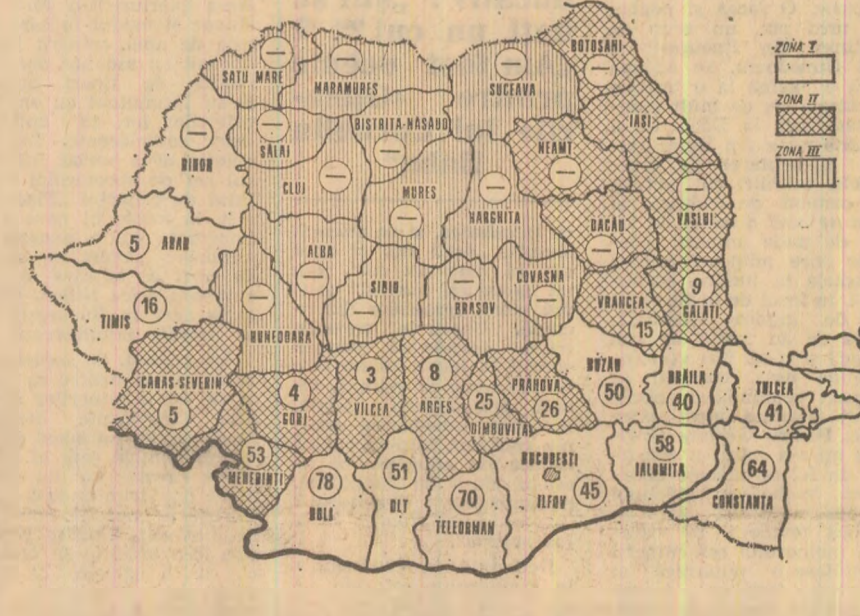 ZONA I
ZONA II
ZONA III
BOTOSANI
—
SATU MARE
—
MARAMURES
—
SUCEAVA
—
IASI
—
BIHOR
—
SALAJ
—
BISTRITA-NASAUD
—
NEAMT
—
CLUJ
—
MURES
—
HARGHITA
—
VASLUI
—
BACAU
—
5 ARAD
ALBA
—
SIBIU
—
BRASOV
—
COVASNA
—
VRANCEA
15
9
GALATI
TIMIS 16
HUNEDOARA
—
CARAS-SEVERIN
5
4
GORJ
3
VILCEA
8
ARGES
25
DIMBOVITA
PRAHOVA
26
BUZAU
50
BRAILA
40
TULCEA
41
53
MEHEDINTI
78
DOLJ
51
OLT
70
TELEORMAN
BUCURESTI
ILFOV 45
58
IALOMITA
64
CONSTANTA